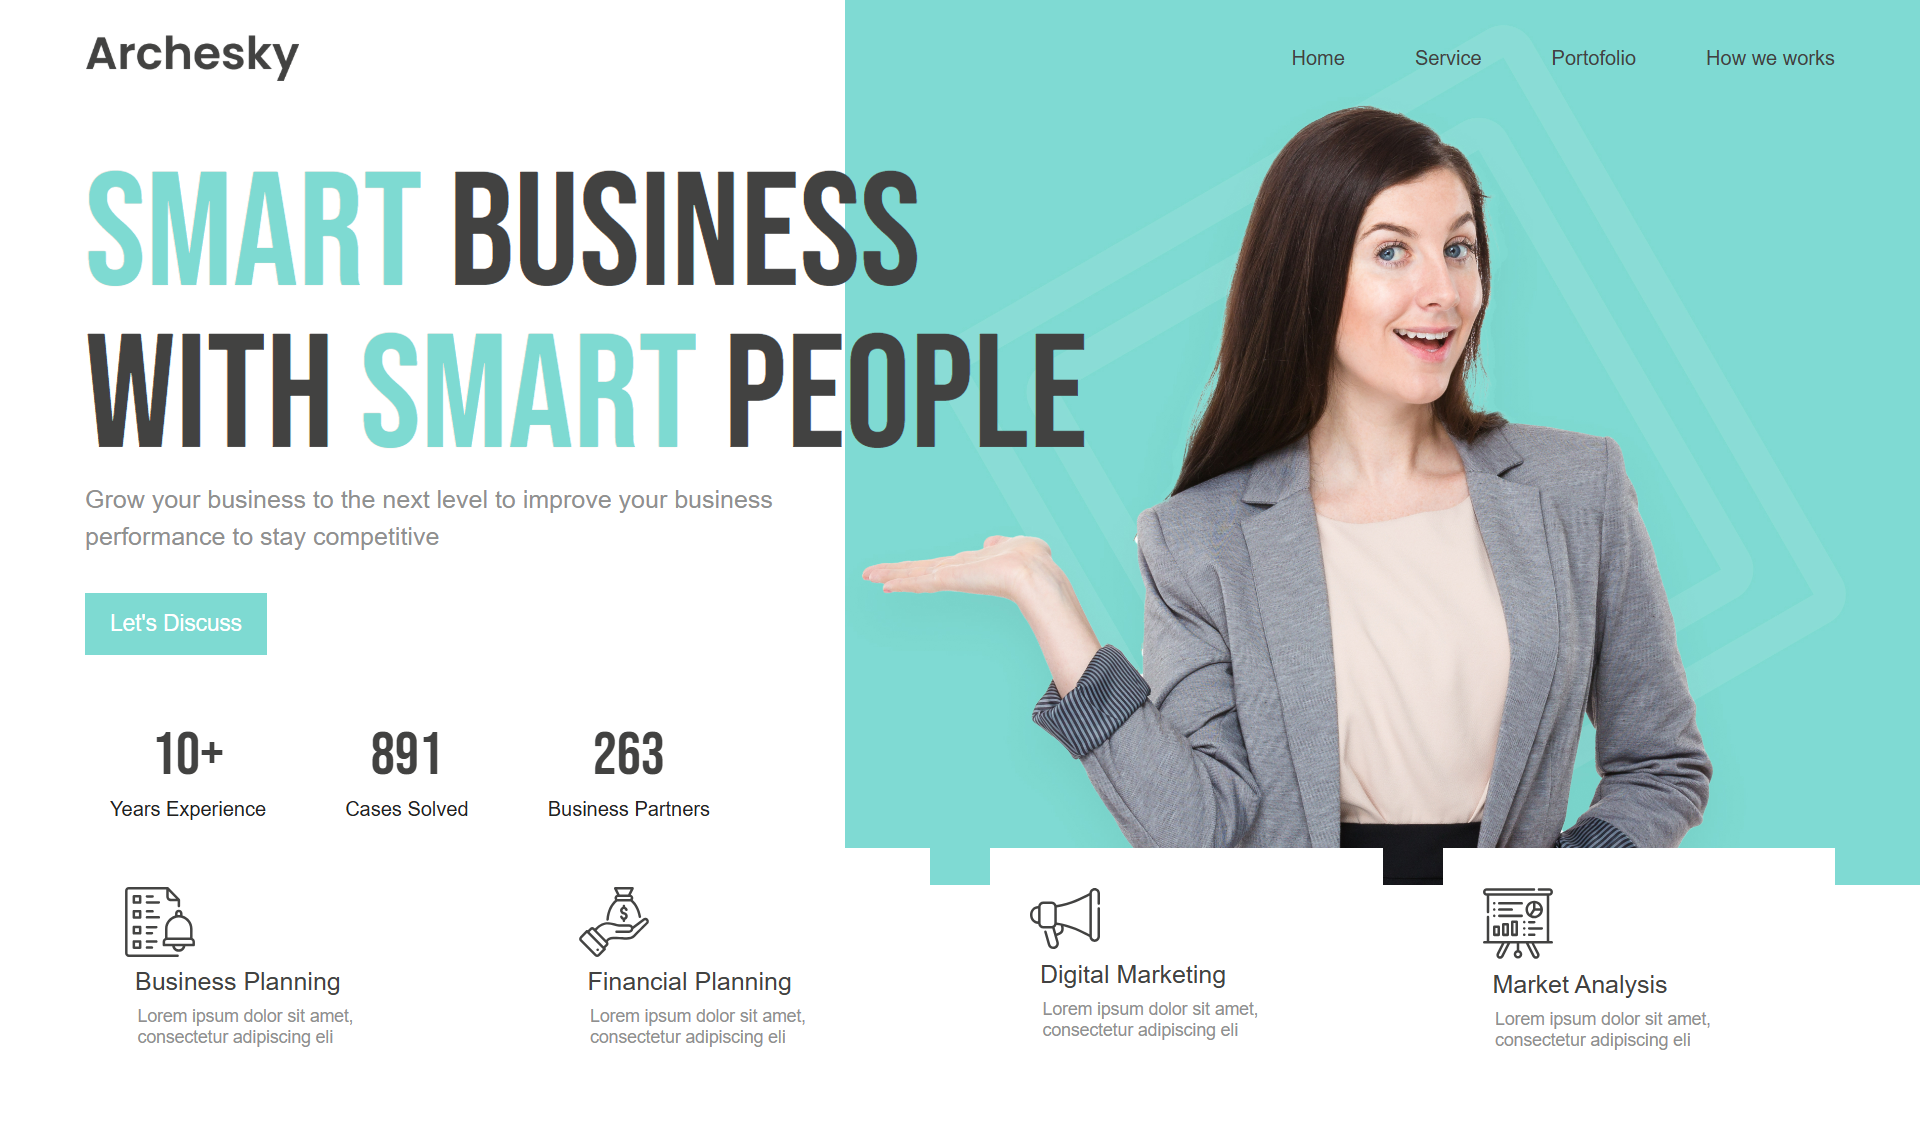 Archesky
Home
Service
Portofolio
How we works
SMART BUSINESS
WITH SMART PEOPLE
Grow your business to the next level to improve your business
performance to stay competitive
Let's Discuss
10+
Years Experience
891
Cases Solved
263
Business Partners
Business Planning
Lorem ipsum dolor sit amet,
consectetur adipiscing eli
$
Financial Planning
Lorem ipsum dolor sit amet,
consectetur adipiscing eli
Digital Marketing
Lorem ipsum dolor sit amet,
consectetur adipiscing eli
Market Analysis
Lorem ipsum dolor sit amet,
consectetur adipiscing eli